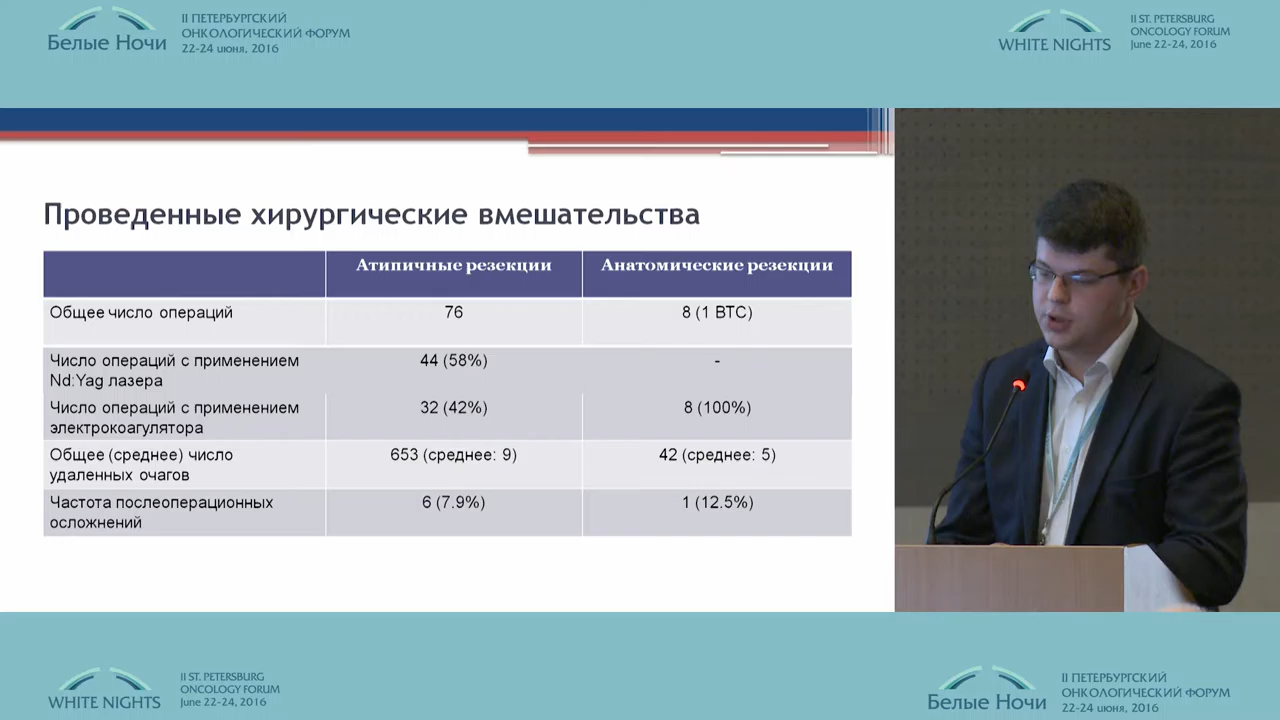 II ПЕТЕРБУРГСКИЙ
ОНКОЛОГИЧЕСКИЙ ФОРУМ
22-24 июня, 2016
Белые Ночи
II ST. PETERSBURG
ONCOLOGY FORUM
June 22-24, 2016
WHITE NIGHTS
Проведенные хирургические вмешательства
Атипичные резекции Анатомические резекции
Общее число операций 76 8 (1 ВТС)
Число операций с применением 44 (58%) -
Nd:Yag лазера
Число операций с применением 32 (42%) 8 (100%)
электрокоагулятора
Общее (среднее) число 653 (среднее: 9) 42 (среднее: 5)
удаленных очагов
Частота послеоперационных 6 (7.9%) 1 (12.5%)
осложнений
WHITE NIGHTS
II ST. PETERSBURG
ONCOLOGY FORUM
June 22-24, 2016
Белые Ночи
II ПЕТЕРБУРГСКИЙ
ОНКОЛОГИЧЕСКИЙ ФОРУМ
22-24 июня, 2016